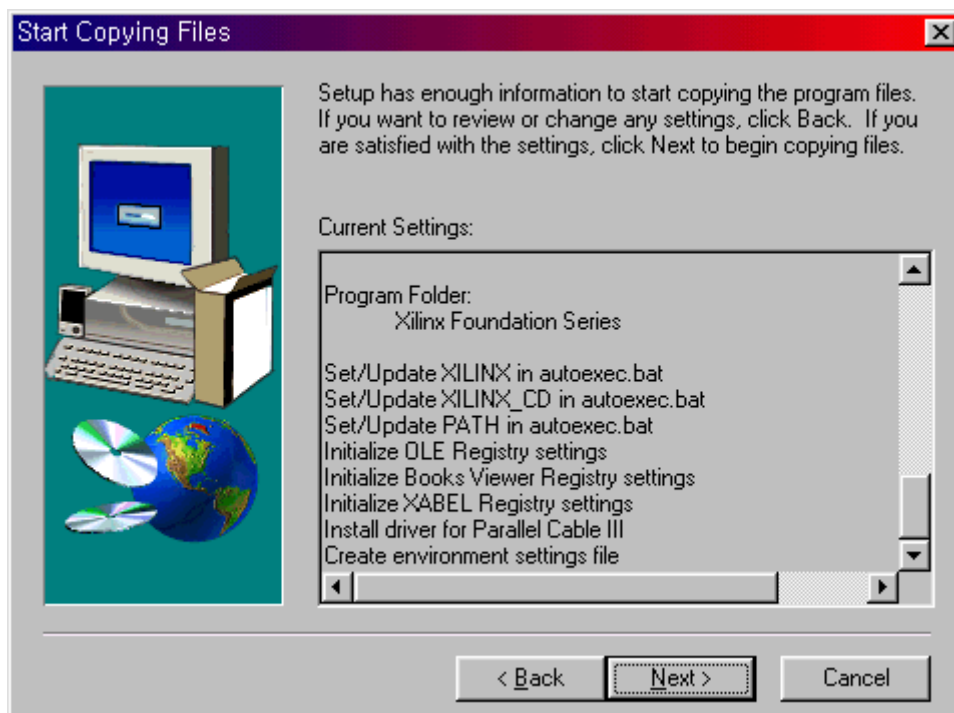 Start Copying Files
Setup has enough information to start copying the program files.
If you want to review or change any settings, click Back.  If you
are satisfied with the settings, click Next to begin copying files.
Current Settings:
Program Folder:
Xilinx Foundation Series
Set/Update XILINX in autoexec.bat
Set/Update XILINX_CD in autoexec.bat
Set/Update PATH in autoexec.bat
Initialize OLE Registry settings
Initialize Books Viewer Registry settings
Initialize XABEL Registry settings
Install driver for Parallel Cable III
Create environment settings file
< Back
Next >
Cancel